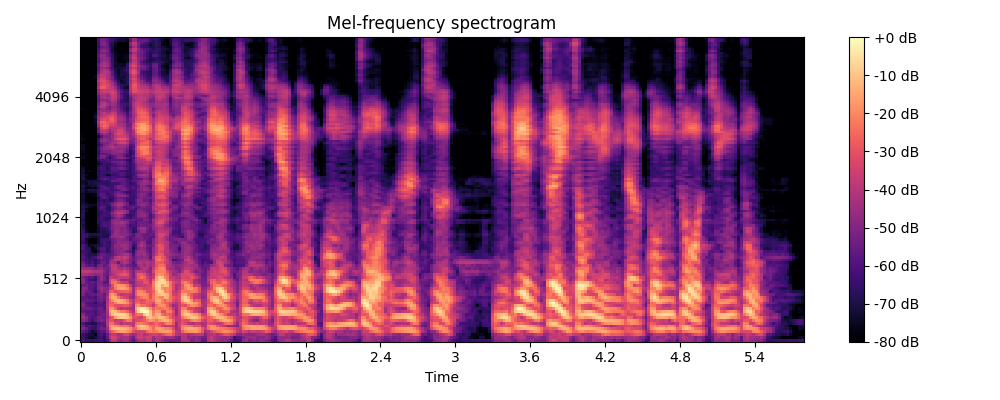 Mel-frequency spectrogram
Hz
4096
2048
1024
512
0
0 0.6 1.2 1.8 2.4 3 3.6 4.2 4.8 5.4
Time
+0 dB
-10 dB
-20 dB
-30 dB
-40 dB
-50 dB
-60 dB
-70 dB
-80 dB